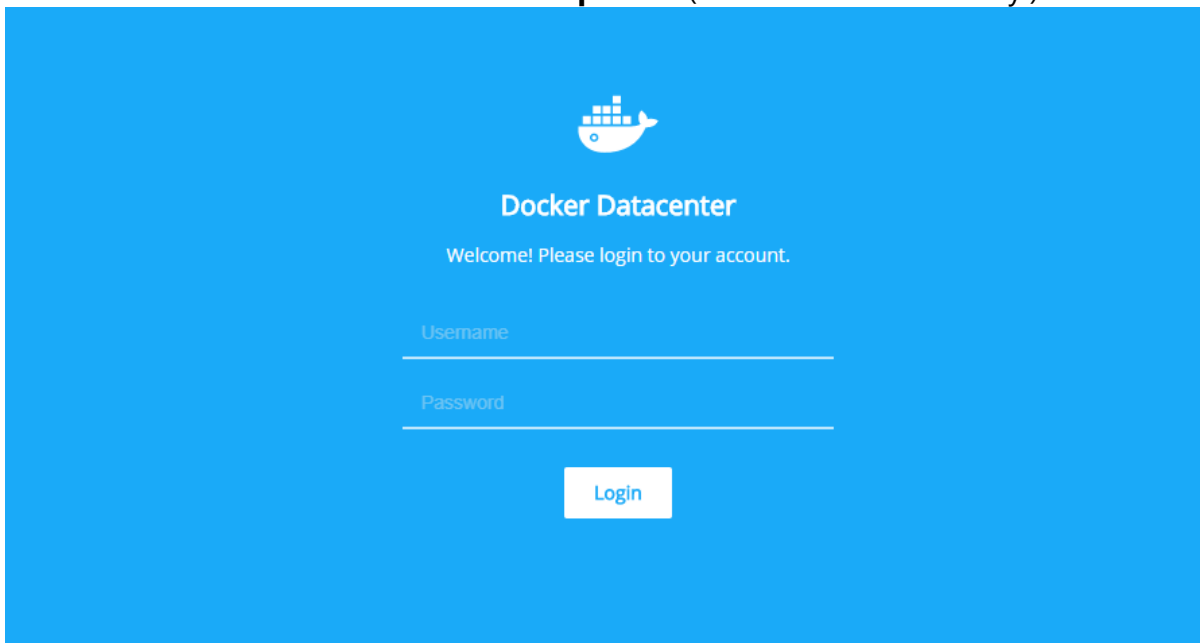 Docker Datacenter
Welcome! Please login to your account.
Username
Password
Login